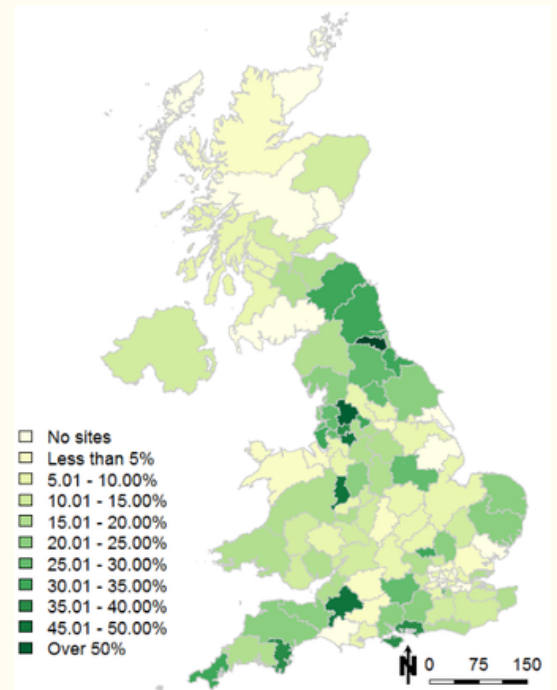 No sites
Less than 5%
5.01 - 10.00%
10.01 - 15.00%
15.01 - 20.00%
20.01 - 25.00%
25.01 - 30.00%
30.01 - 35.00%
35.01 - 40.00%
45.01 - 50.00%
Over 50%
N 0 75 150